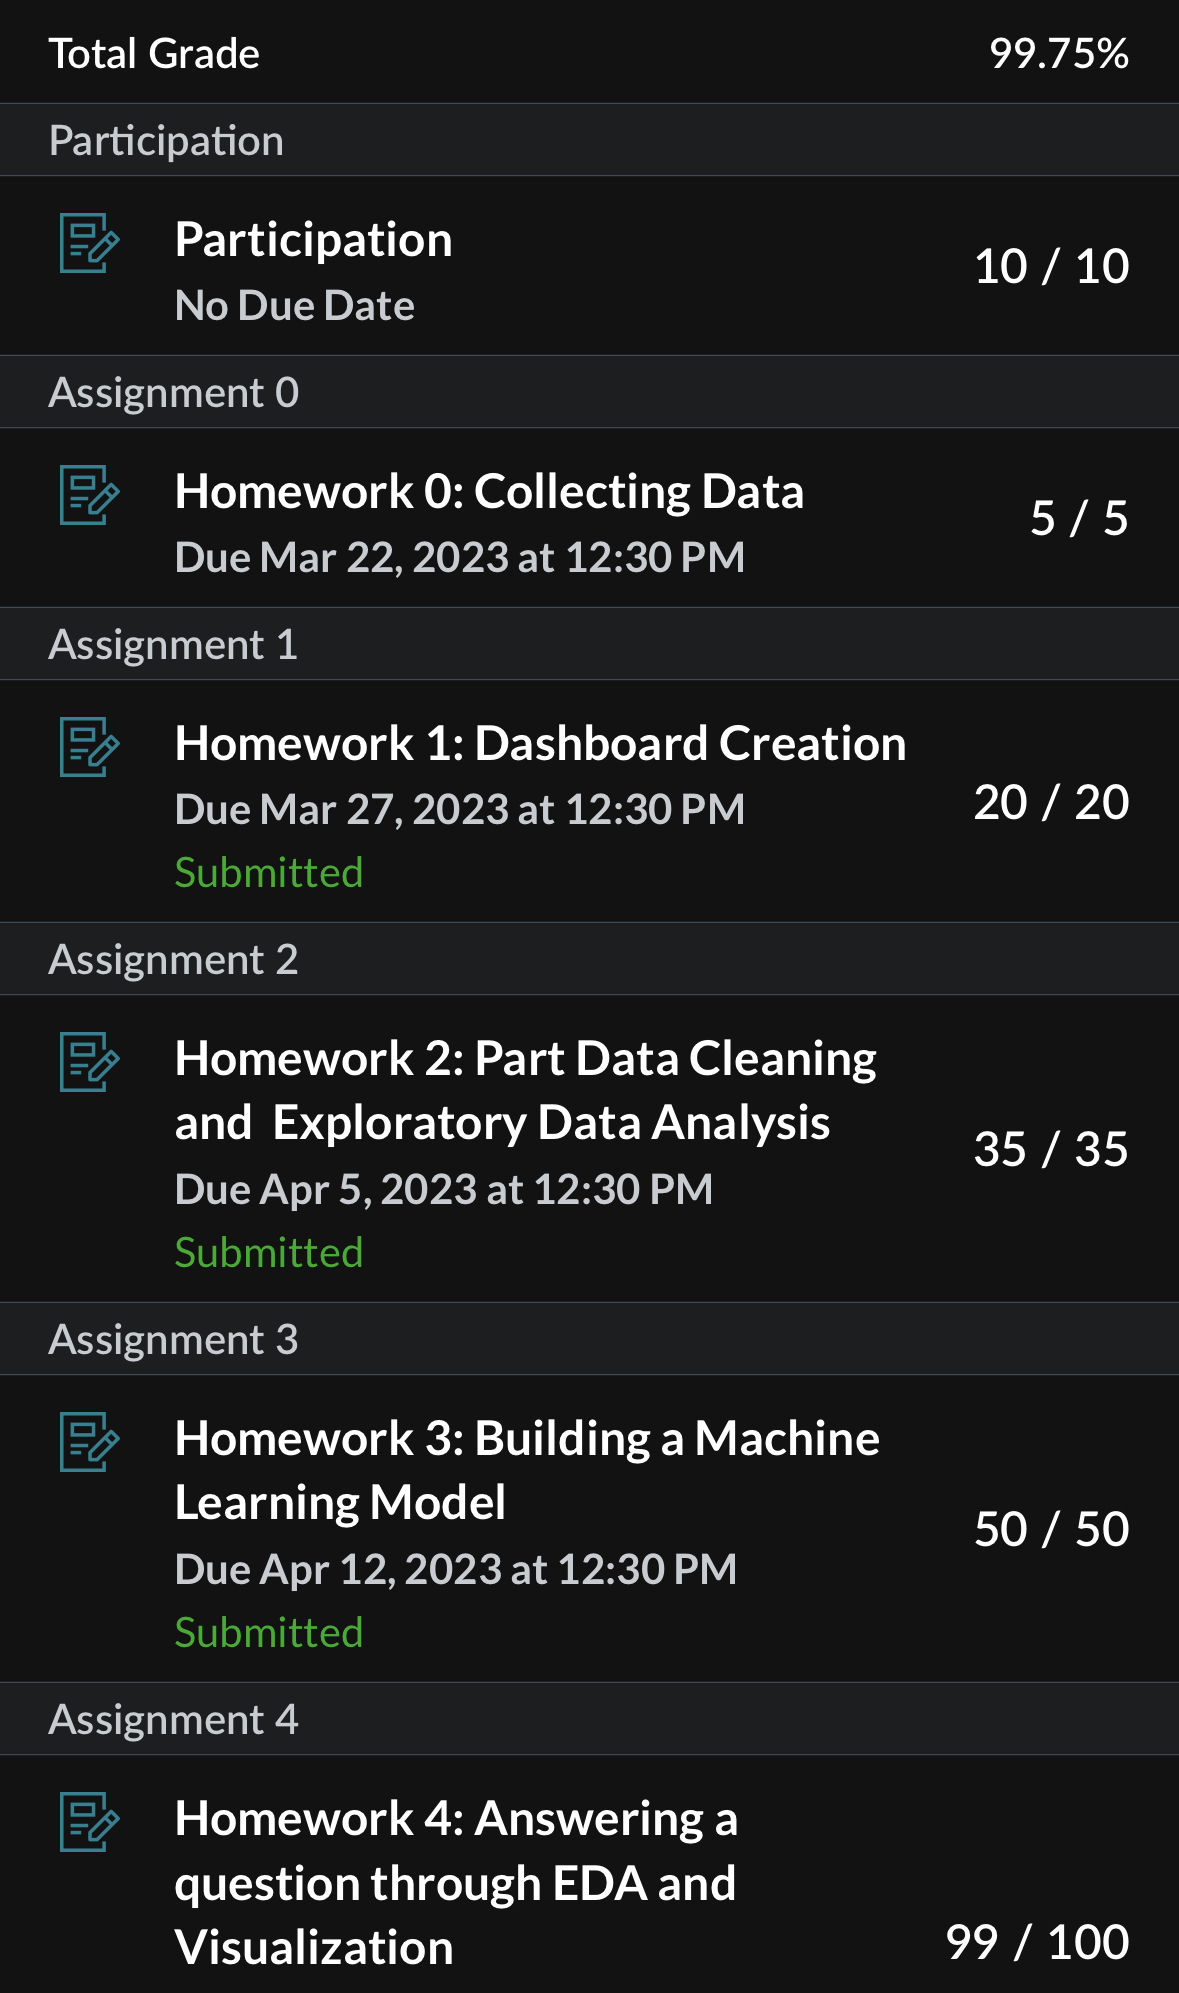 Total Grade 99.75%
Participation
Participation
No Due Date
10 / 10
Assignment 0
Homework 0: Collecting Data
Due Mar 22, 2023 at 12:30 PM
5 / 5
Assignment 1
Homework 1: Dashboard Creation
Due Mar 27, 2023 at 12:30 PM
Submitted
20 / 20
Assignment 2
Homework 2: Part Data Cleaning
and  Exploratory Data Analysis
Due Apr 5, 2023 at 12:30 PM
Submitted
35 / 35
Assignment 3
Homework 3: Building a Machine
Learning Model
Due Apr 12, 2023 at 12:30 PM
Submitted
50 / 50
Assignment 4
Homework 4: Answering a
question through EDA and
Visualization
99 / 100